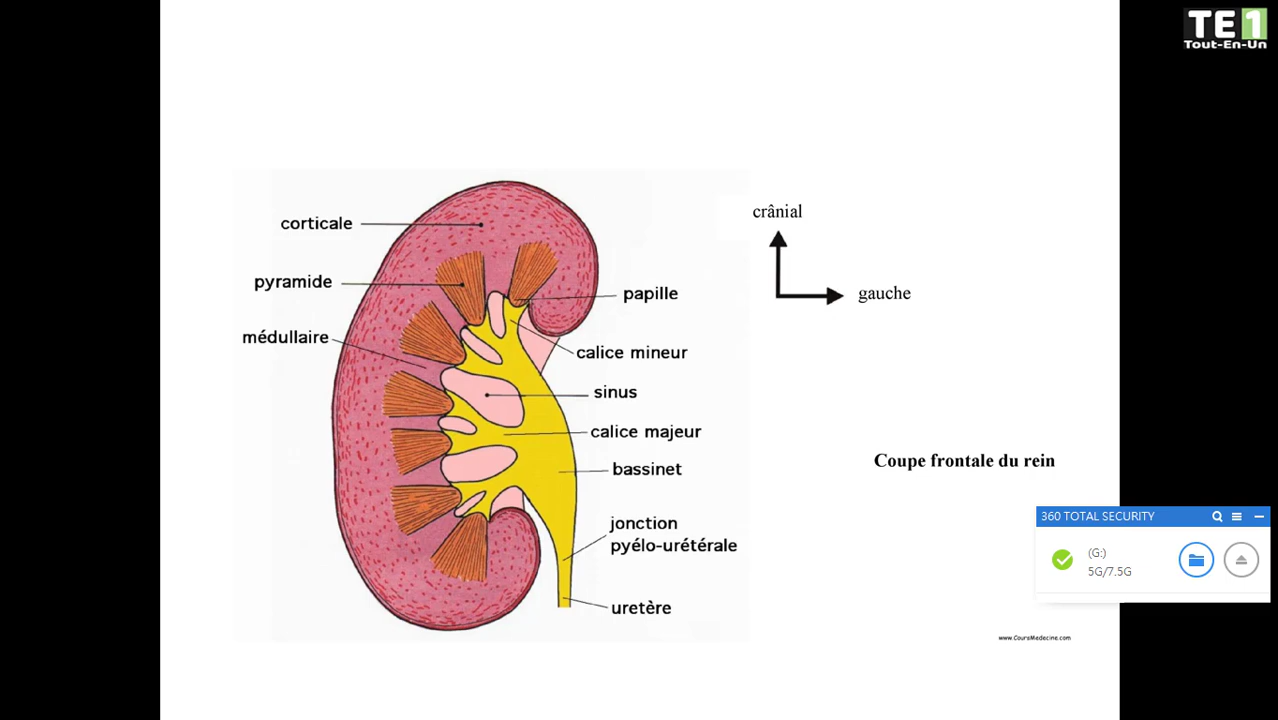 TE1
Tout-En-Un
crânial
corticale
pyramide
gauche
papille
médullaire
calice mineur
sinus
calice majeur
Coupe frontale du rein
bassinet
jonction
pyélo-urétérale
uretère
360 TOTAL SECURITY
(G:)
5G/7.5G
www.CoursMedecine.com